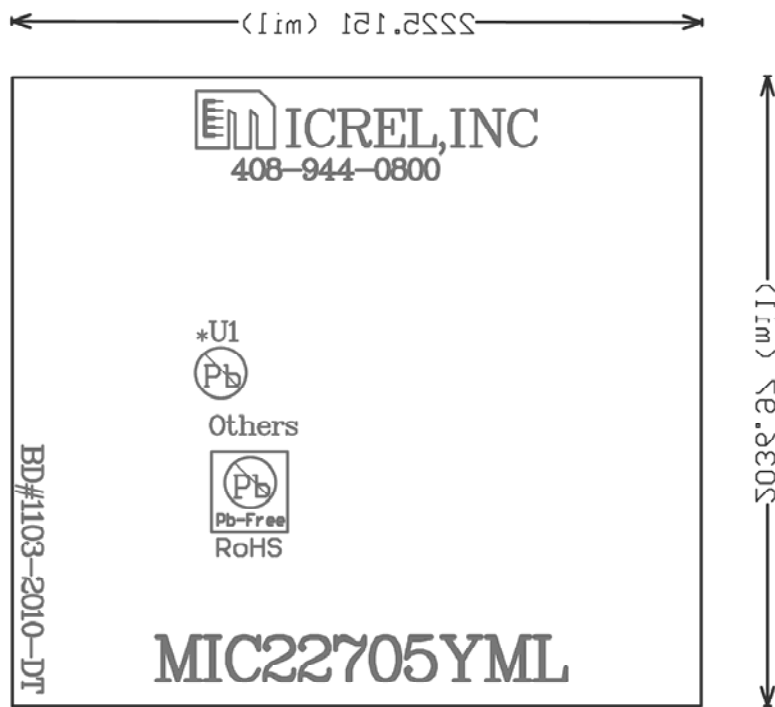 2225.151 (mil)
MICREL,INC
408-944-0800
2036.97 (mil)
*U1
Pb
Others
Pb
Pb-Free
RoHS
BD#1103-2010-DT
MIC22705YML